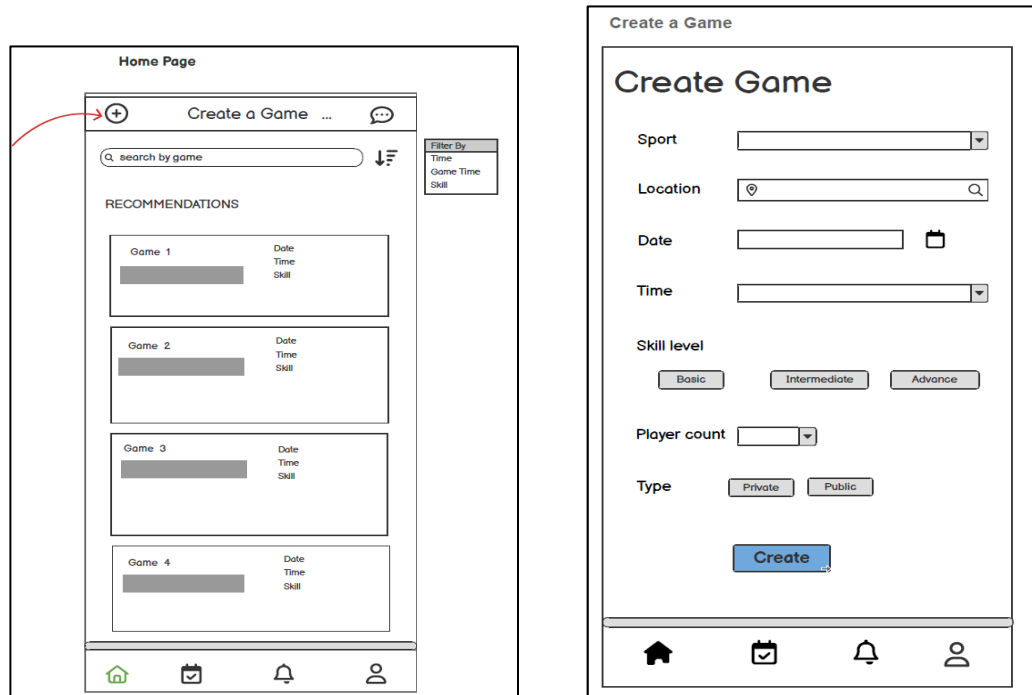 Home Page
Create a Game ...
search by game
Filter By
Time
Game Time
Skill
RECOMMENDATIONS
Game 1
Date
Time
Skill
Game 2
Date
Time
Skill
Game 3
Date
Time
Skill
Game 4
Date
Time
Skill
Create a Game
Create Game
Sport
Location
Date
Time
Skill level
Basic
Intermediate
Advance
Player count
Type
Private
Public
Create